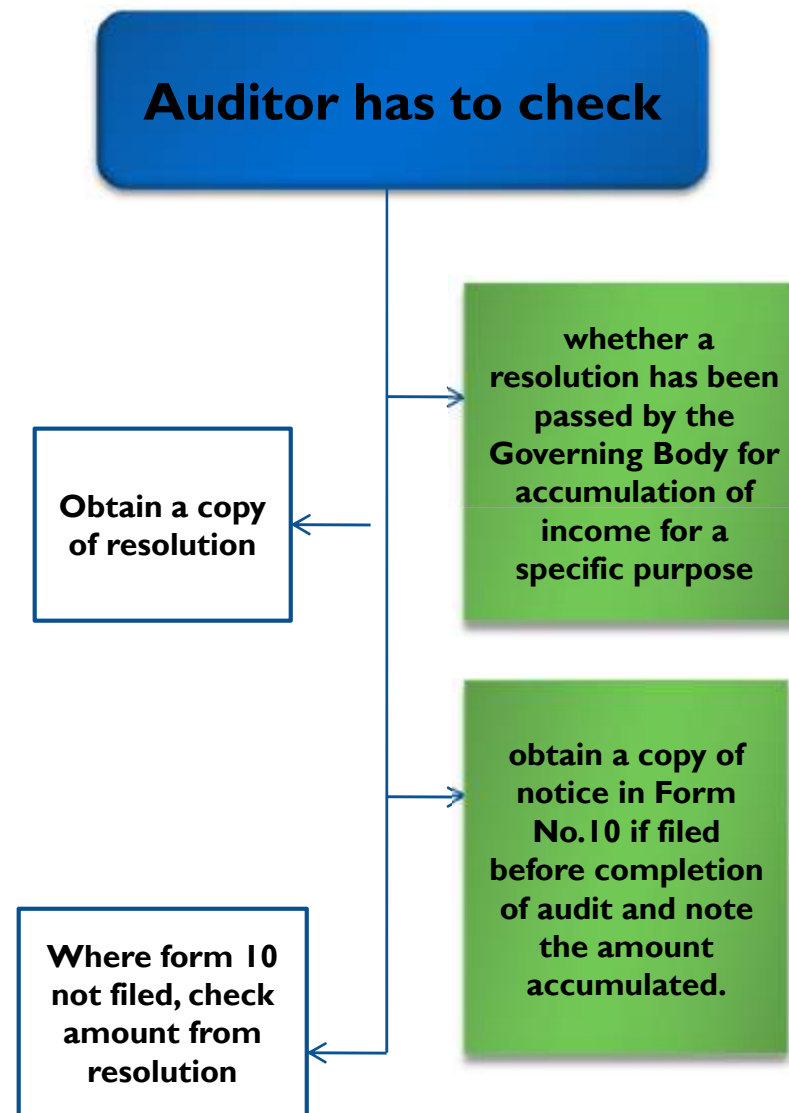 Auditor has to check
whether a
resolution has been
passed by the
Governing Body for
accumulation of
income for a
specific purpose
Obtain a copy
of resolution
obtain a copy of
notice in Form
No.10 if filed
before completion
of audit and note
the amount
accumulated.
Where form 10
not filed, check
amount from
resolution